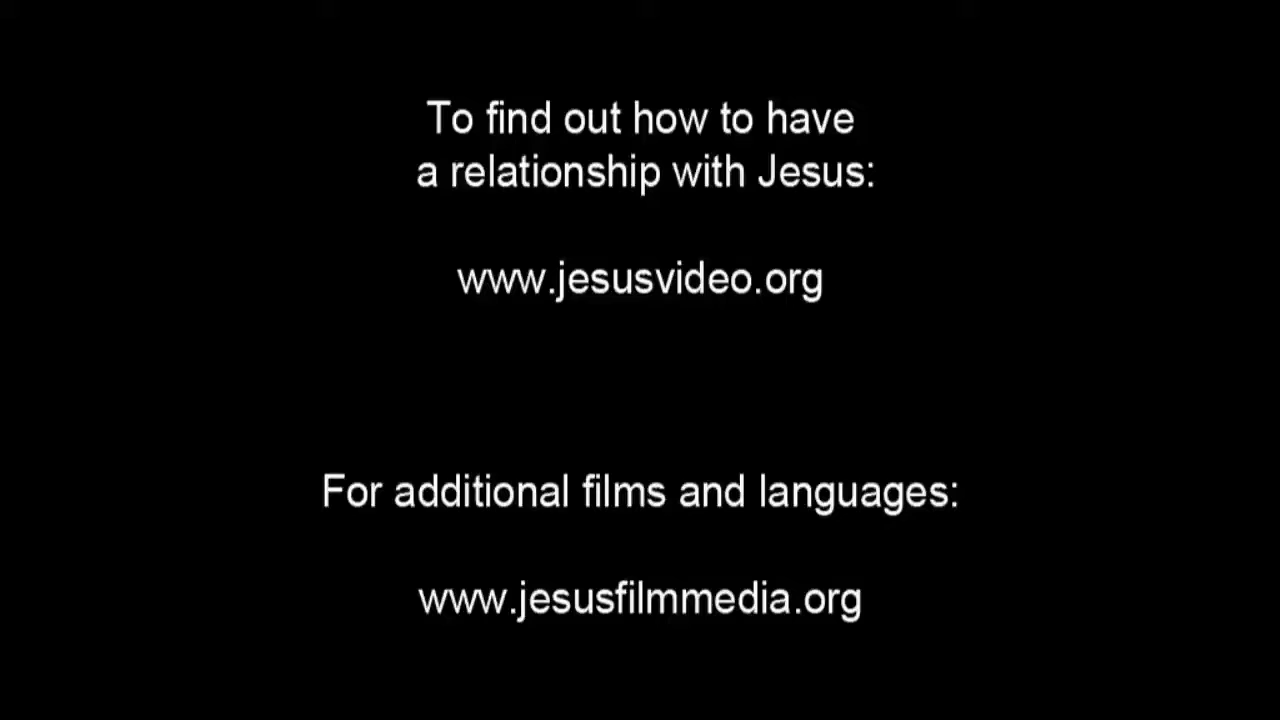 To find out how to have
a relationship with Jesus:
www.jesusvideo.org
For additional films and languages:
www.jesusfilmmedia.org